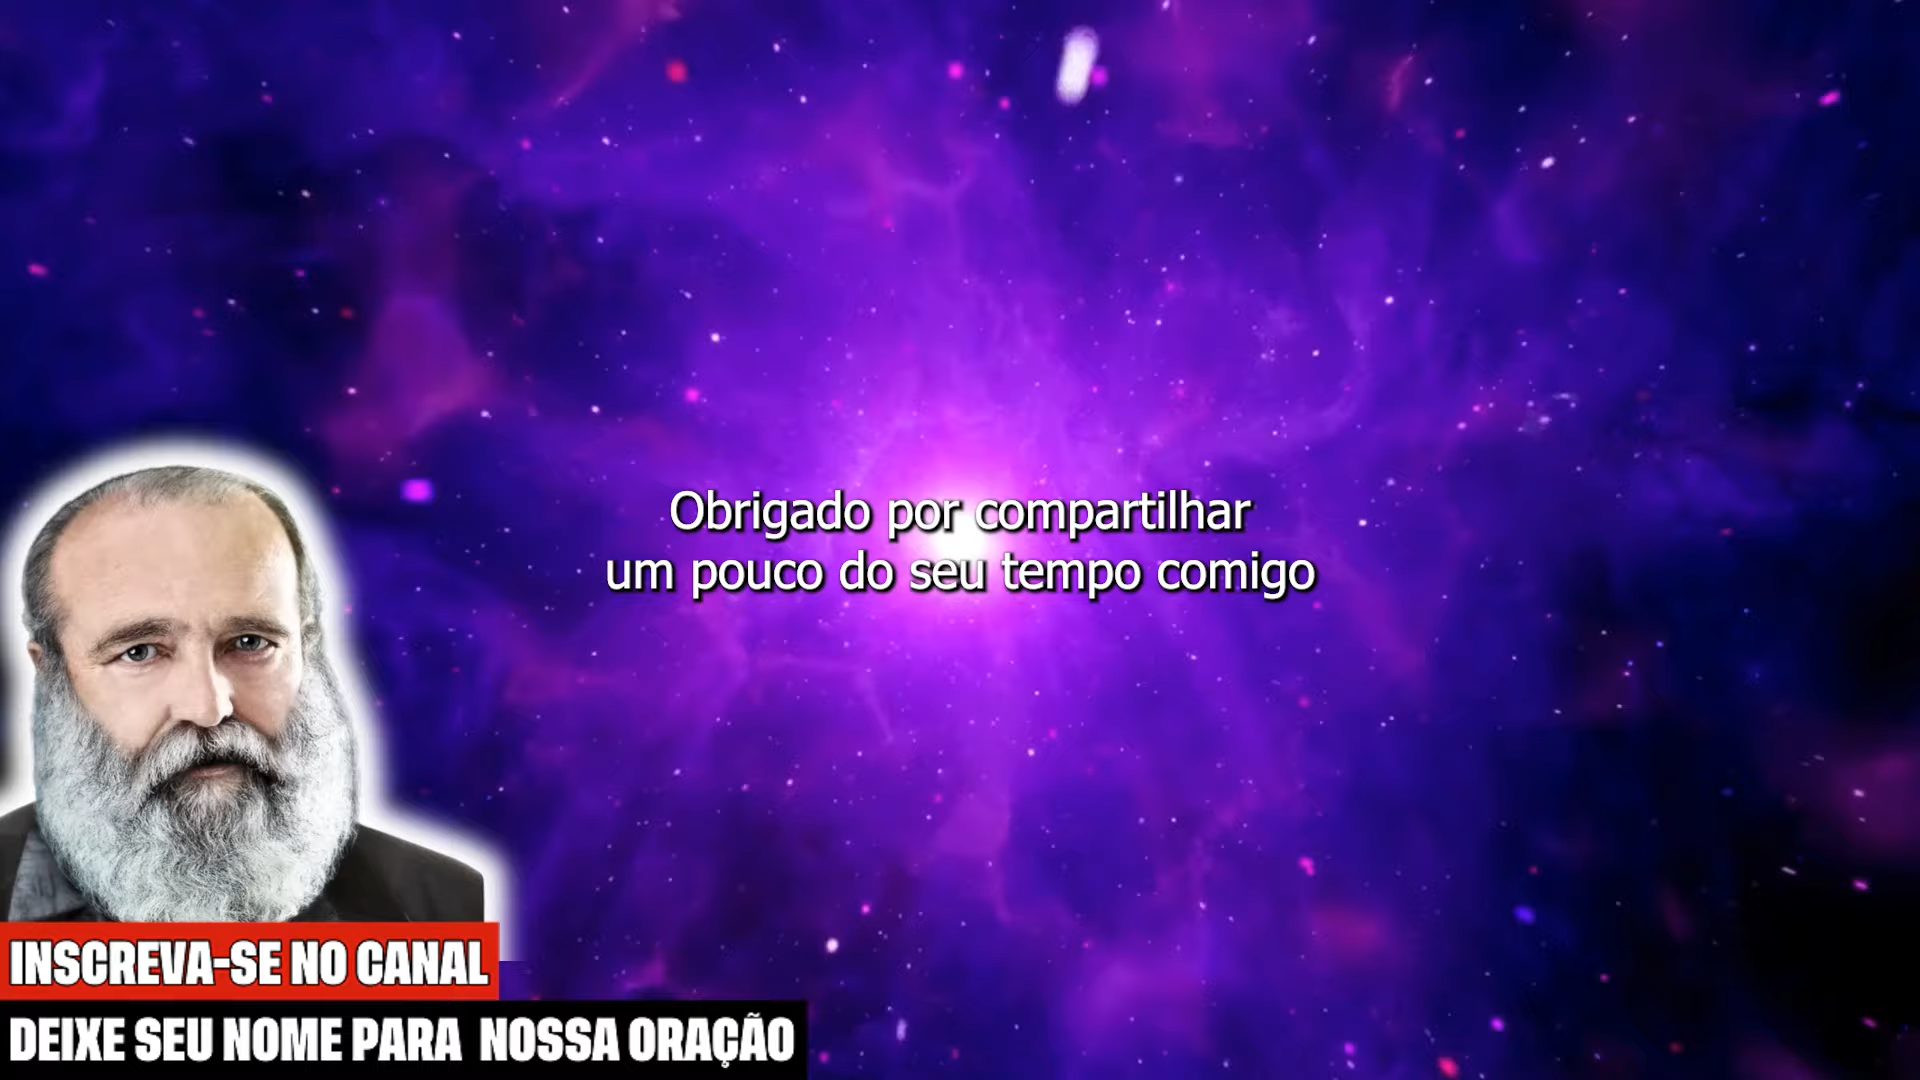 Obrigado por compartilhar
um pouco do seu tempo comigo
INSCREVA-SE NO CANAL
DEIXE SEU NOME PARA NOSSA ORAÇÃO